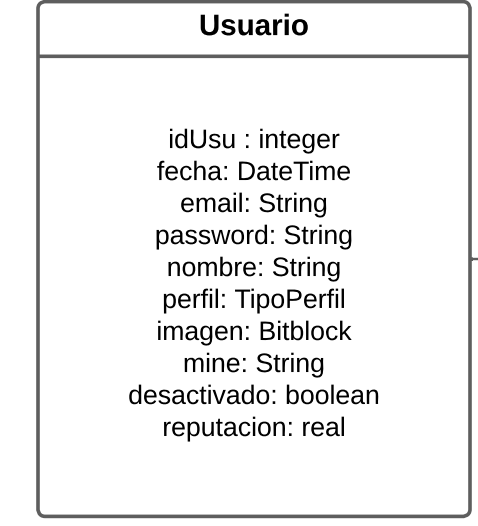 Usuario
idUsu : integer
fecha: DateTime
email: String
password: String
nombre: String
perfil: TipoPerfil
imagen: Bitblock
mine: String
desactivado: boolean
reputacion: real